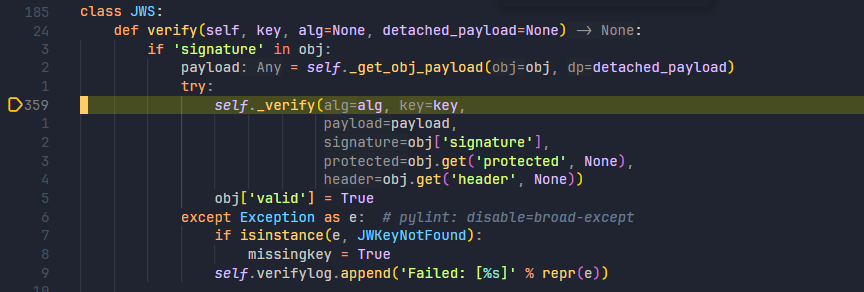 185 class JWS:
24 def verify(self, key, alg=None, detached_payload=None) -> None:
3 if 'signature' in obj:
2 payload: Any = self._get_obj_payload(obj=obj, dp=detached_payload)
1 try:
359 self._verify(alg=alg, key=key,
1 payload=payload,
2 signature=obj['signature'],
3 protected=obj.get('protected', None),
4 header=obj.get('header', None))
5 obj['valid'] = True
6 except Exception as e: # pylint: disable=broad-except
7 if isinstance(e, JWKeyNotFound):
8 missingkey = True
9 self.verifylog.append('Failed: [%s]' % repr(e))